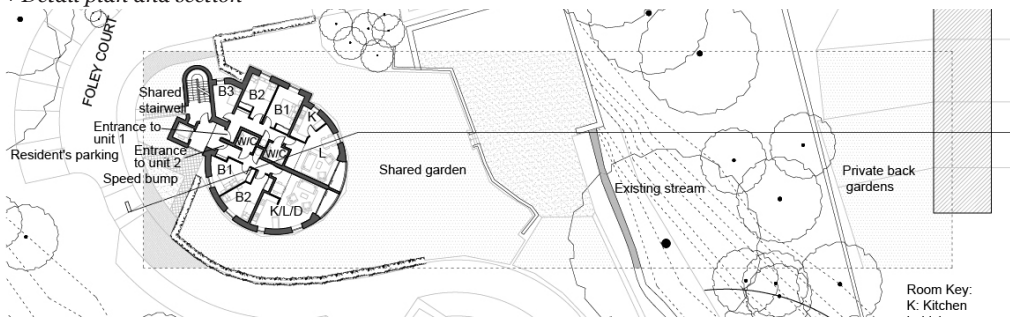 Detail plan and section
FOLEY COURT
Shared
stairwell
B3
B2
B1
K
Entrance to
unit 1
W/C
W/C
L
Resident's parking
Entrance
to unit 2
Speed bump
B1
B2
K/L/D
Shared garden
Existing stream
Private back
gardens
Room Key:
K: Kitchen